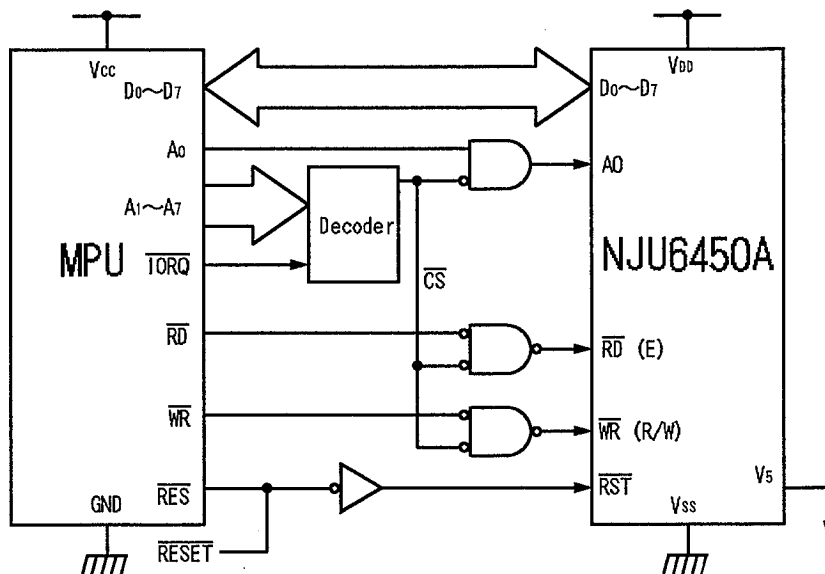 VCC
D0～D7
A0
A1～A7
MPU
IORQ
RD
WR
RES
GND
RESET
Decoder
CS
VDD
D0～D7
A0
NJU6450A
RD (E)
WR (R/W)
V5
RST
VSS